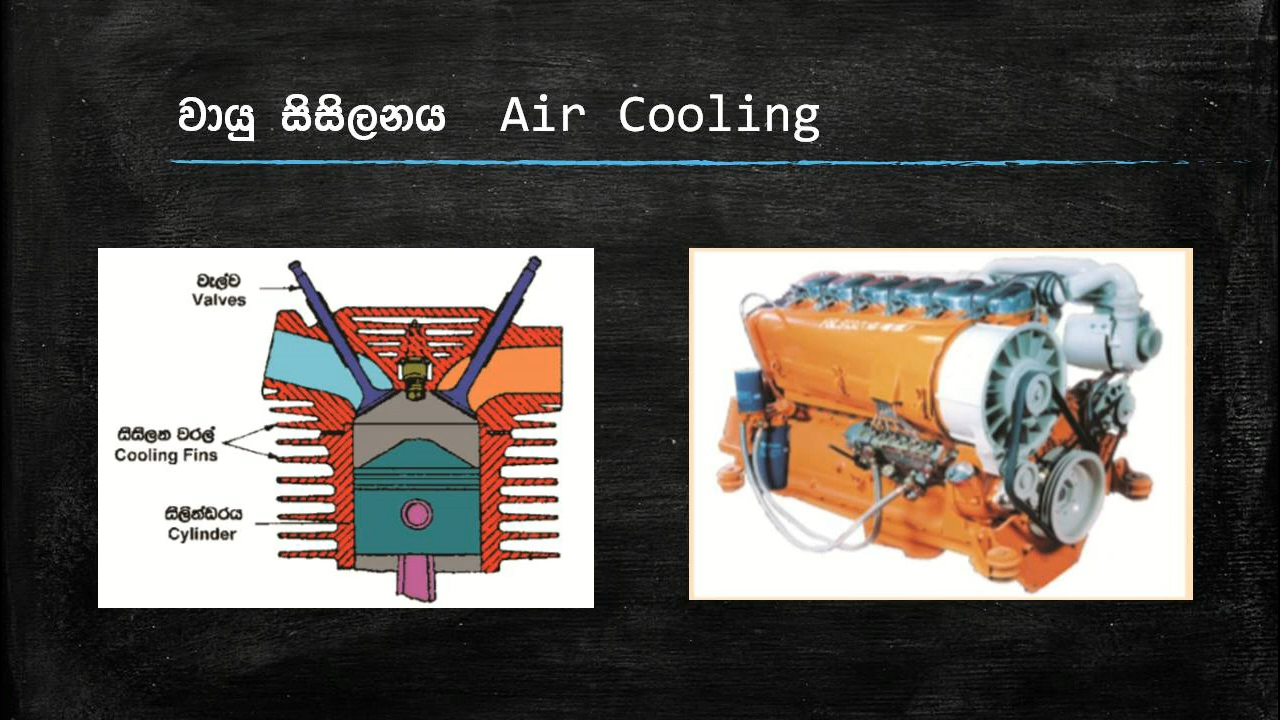 වායු සිසිලනය Air Cooling
වැල්ව
Valves
සිසිලන වරල්
Cooling Fins
සිලින්ඩරය
Cylinder